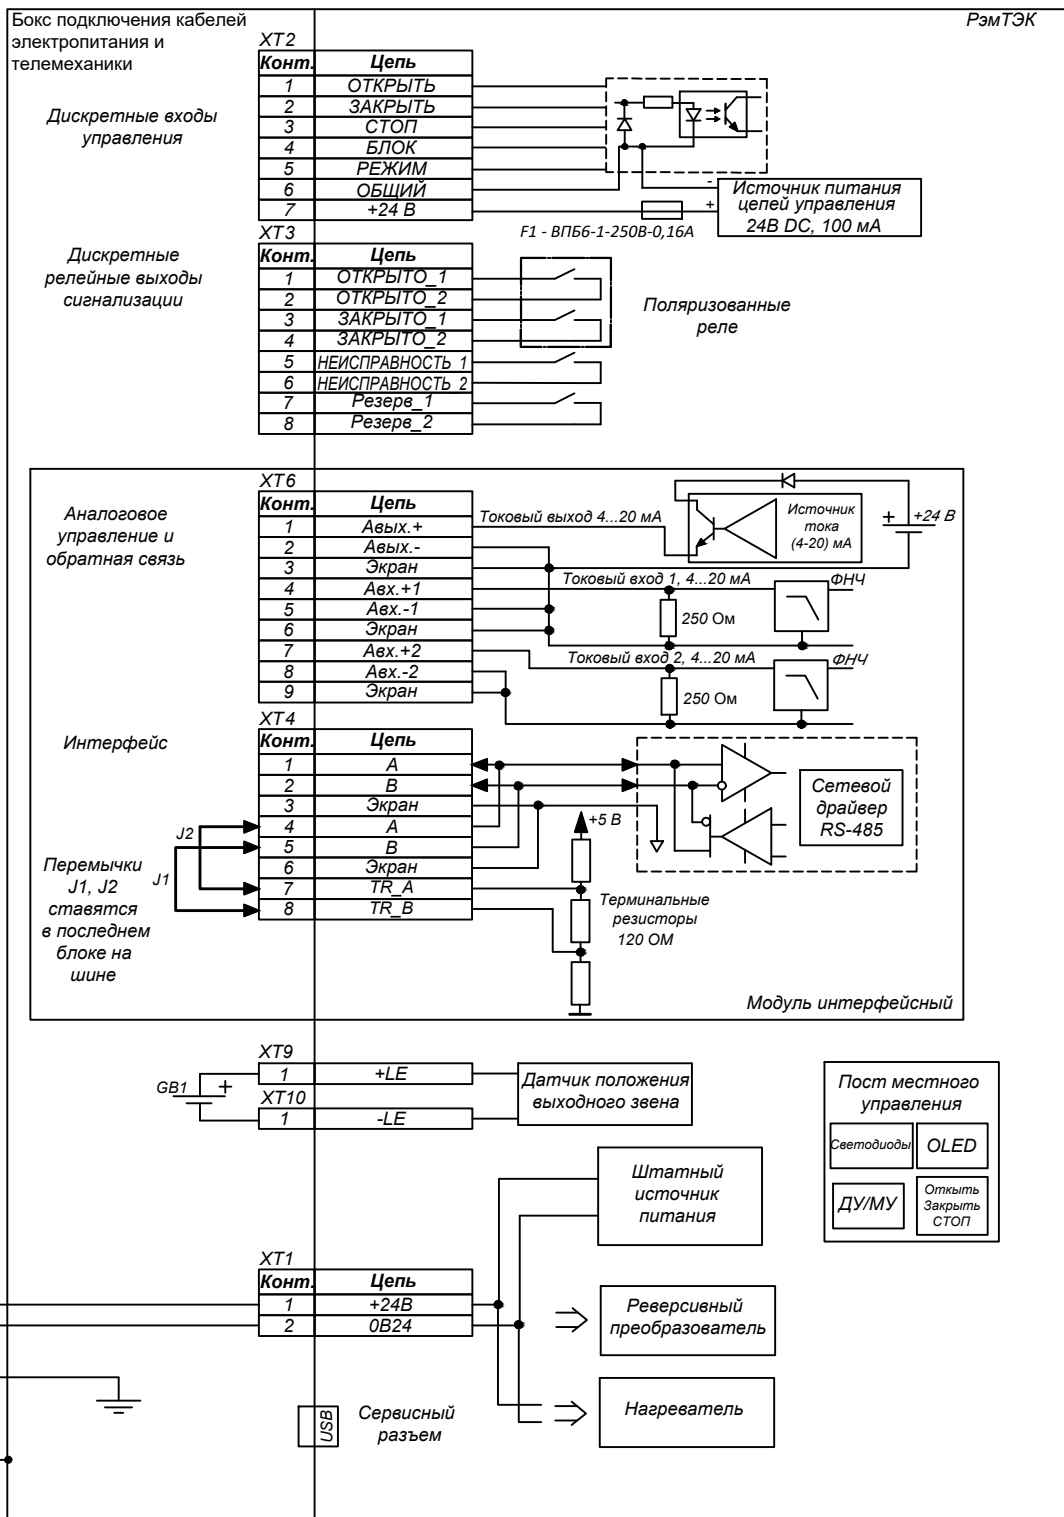 Бокс подключения кабелей
электропитания и
телемеханики
РэмТЭК
Дискретные входы
управления
XT2
Конт. Цепь
1 ОТКРЫТЬ
2 ЗАКРЫТЬ
3 СТОП
4 БЛОК
5 РЕЖИМ
6 ОБЩИЙ
7 +24 В
-
+
Источник питания
цепей управления
24В DC, 100 мА
F1 - ВПБ6-1-250В-0,16А
Дискретные
релейные выходы
сигнализации
XT3
Конт. Цепь
1 ОТКРЫТО_1
2 ОТКРЫТО_2
3 ЗАКРЫТО_1
4 ЗАКРЫТО_2
5 НЕИСПРАВНОСТЬ_1
6 НЕИСПРАВНОСТЬ_2
7 Резерв_1
8 Резерв_2
Поляризованные
реле
Аналоговое
управление и
обратная связь
XT6
Конт. Цепь
1 Авых.+
2 Авых.-
3 Экран
4 Авх.+1
5 Авх.-1
6 Экран
7 Авх.+2
8 Авх.-2
9 Экран
Токовый выход 4...20 мА
Источник
тока
(4-20) мА
+
+24 В
Токовый вход 1, 4...20 мА
ФНЧ
250 Ом
Токовый вход 2, 4...20 мА
ФНЧ
250 Ом
Интерфейс
XT4
Конт. Цепь
1 A
2 B
3 Экран
4 A
5 B
6 Экран
7 TR_A
8 TR_B
J2
J1
Перемычки
J1, J2
ставятся
в последнем
блоке на
шине
+5 В
Терминальные
резисторы
120 ОМ
Сетевой
драйвер
RS-485
Модуль интерфейсный
XT9
1 +LE
XT10
1 -LE
GB1
+
Датчик положения
выходного звена
Пост местного
управления
Светодиоды
OLED
ДУ/МУ
Откыть
Закрыть
СТОП
Штатный
источник
питания
XT1
Конт. Цепь
1 +24В
2 0В24
Реверсивный
преобразователь
Нагреватель
USB
Сервисный
разъем